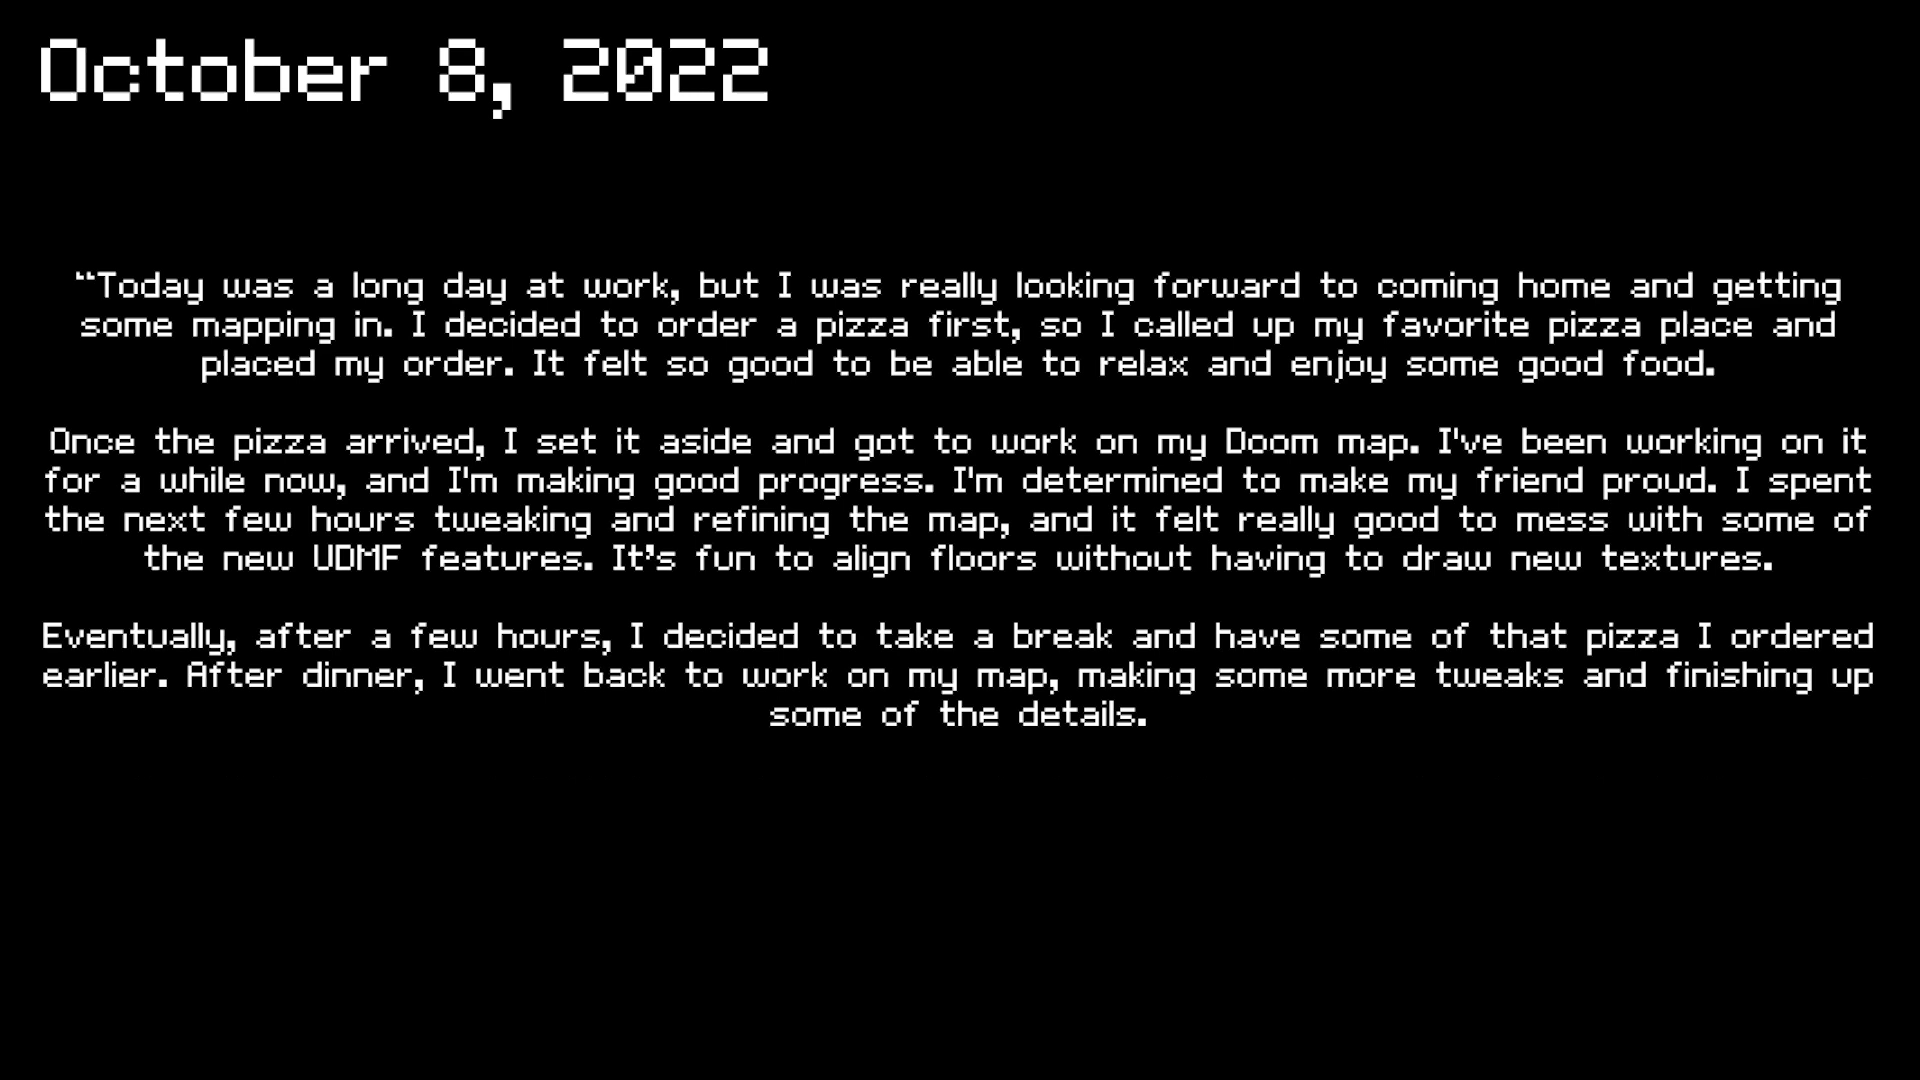 October 8, 2022
“Today was a long day at work, but I was really looking forward to coming home and getting
some mapping in. I decided to order a pizza first, so I called up my favorite pizza place and
placed my order. It felt so good to be able to relax and enjoy some good food.
Once the pizza arrived, I set it aside and got to work on my Doom map. I've been working on it
for a while now, and I'm making good progress. I'm determined to make my friend proud. I spent
the next few hours tweaking and refining the map, and it felt really good to mess with some of
the new UDMF features. It’s fun to align floors without having to draw new textures.
Eventually, after a few hours, I decided to take a break and have some of that pizza I ordered
earlier. After dinner, I went back to work on my map, making some more tweaks and finishing up
some of the details.